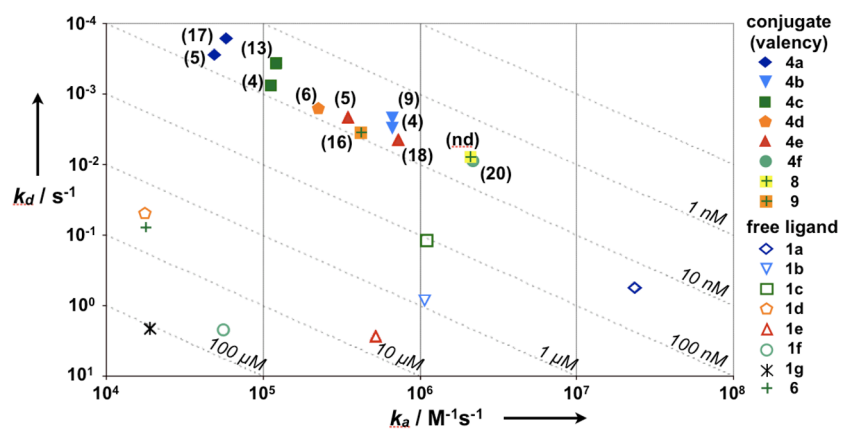 10⁻⁴
10⁻³
10⁻²
10⁻¹
10⁰
10¹
k_d / s⁻¹
(17)
(5)
(13)
(4)
(6)
(5)
(9)
(4)
(16)
(18)
(nd)
(20)
1 nM
10 nM
100 nM
1 µM
10 µM
100 µM
10⁴
10⁵
10⁶
10⁷
10⁸
k_a / M⁻¹s⁻¹
conjugate
(valency)
4a
4b
4c
4d
4e
4f
8
9
free ligand
1a
1b
1c
1d
1e
1f
1g
6